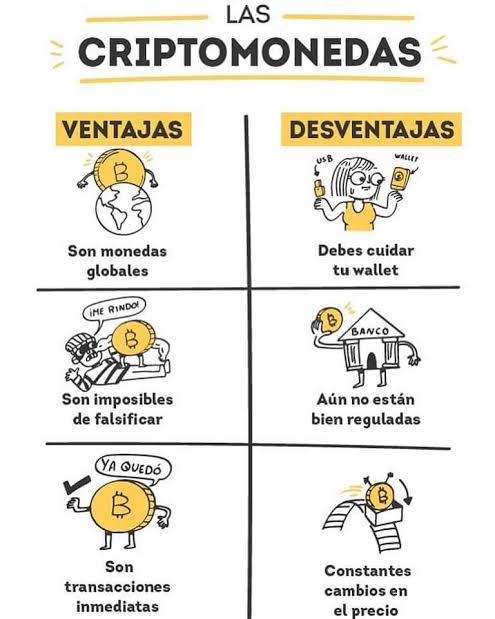 LAS
CRIPTOMONEDAS
VENTAJAS
DESVENTAJAS
USB
WALLET
Son monedas
globales
Debes cuidar
tu wallet
¡ME RINDO!
BANCO
Son imposibles
de falsificar
Aún no están
bien reguladas
YA QUEDÓ
Son
transacciones
inmediatas
Constantes
cambios en
el precio